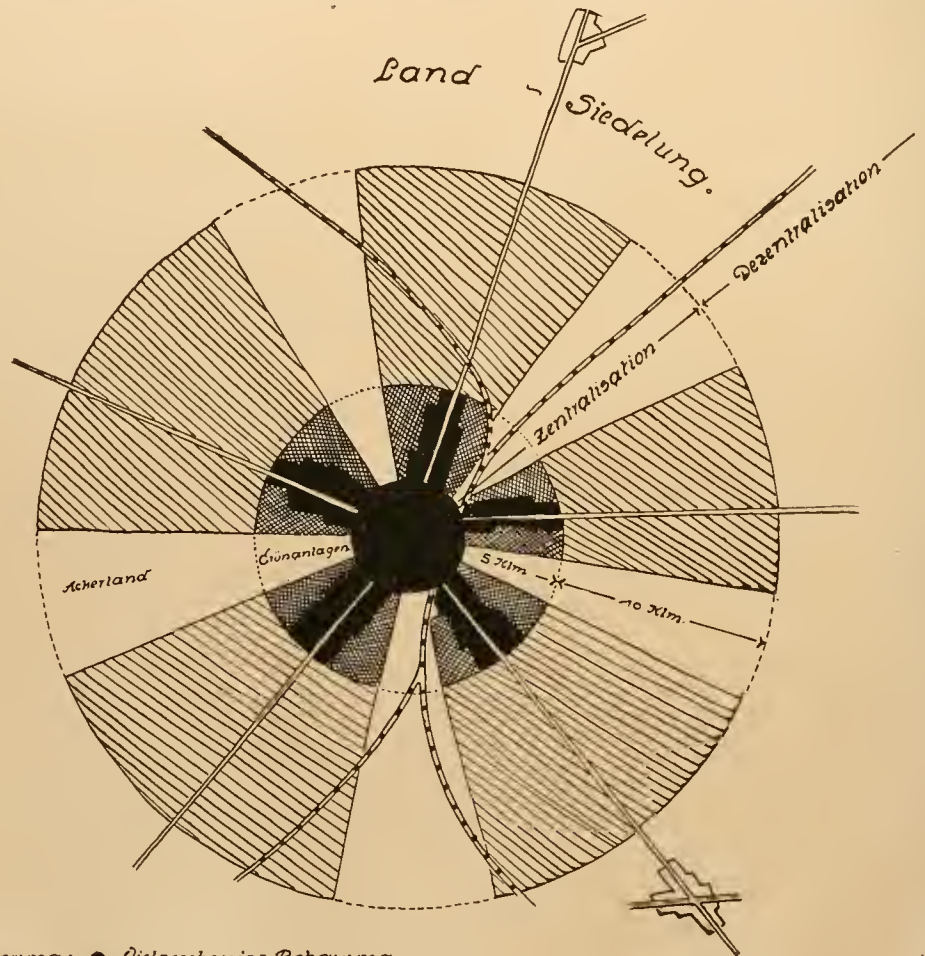 Land ~ Siedelung.
Dezentralisation
Zentralisation
Grünanlagen
Ackerland
5 Klm.
10 Klm.